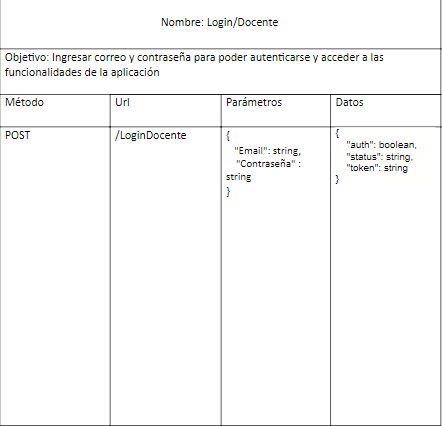 Nombre: Login/Docente
Objetivo: Ingresar correo y contraseña para poder autenticarse y acceder a las
funcionalidades de la aplicación
Método
Url
Parámetros
Datos
POST
/LoginDocente
{
"Email": string,
"Contraseña" :
string
}
{
"auth": boolean,
"status": string,
"token": string
}